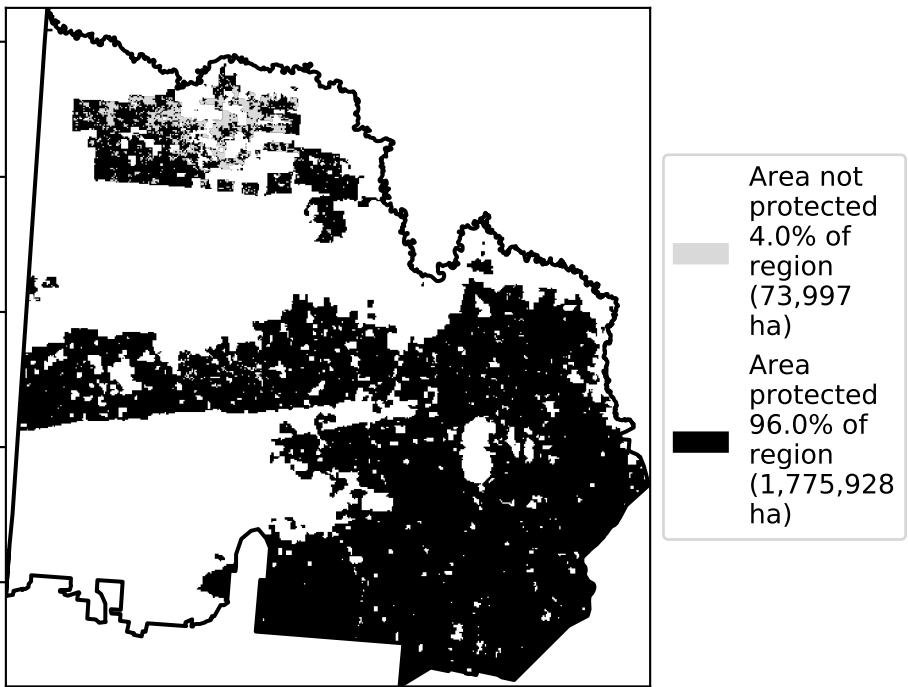 Area not
protected
4.0% of
region
(73,997
ha)
Area
protected
96.0% of
region
(1,775,928
ha)